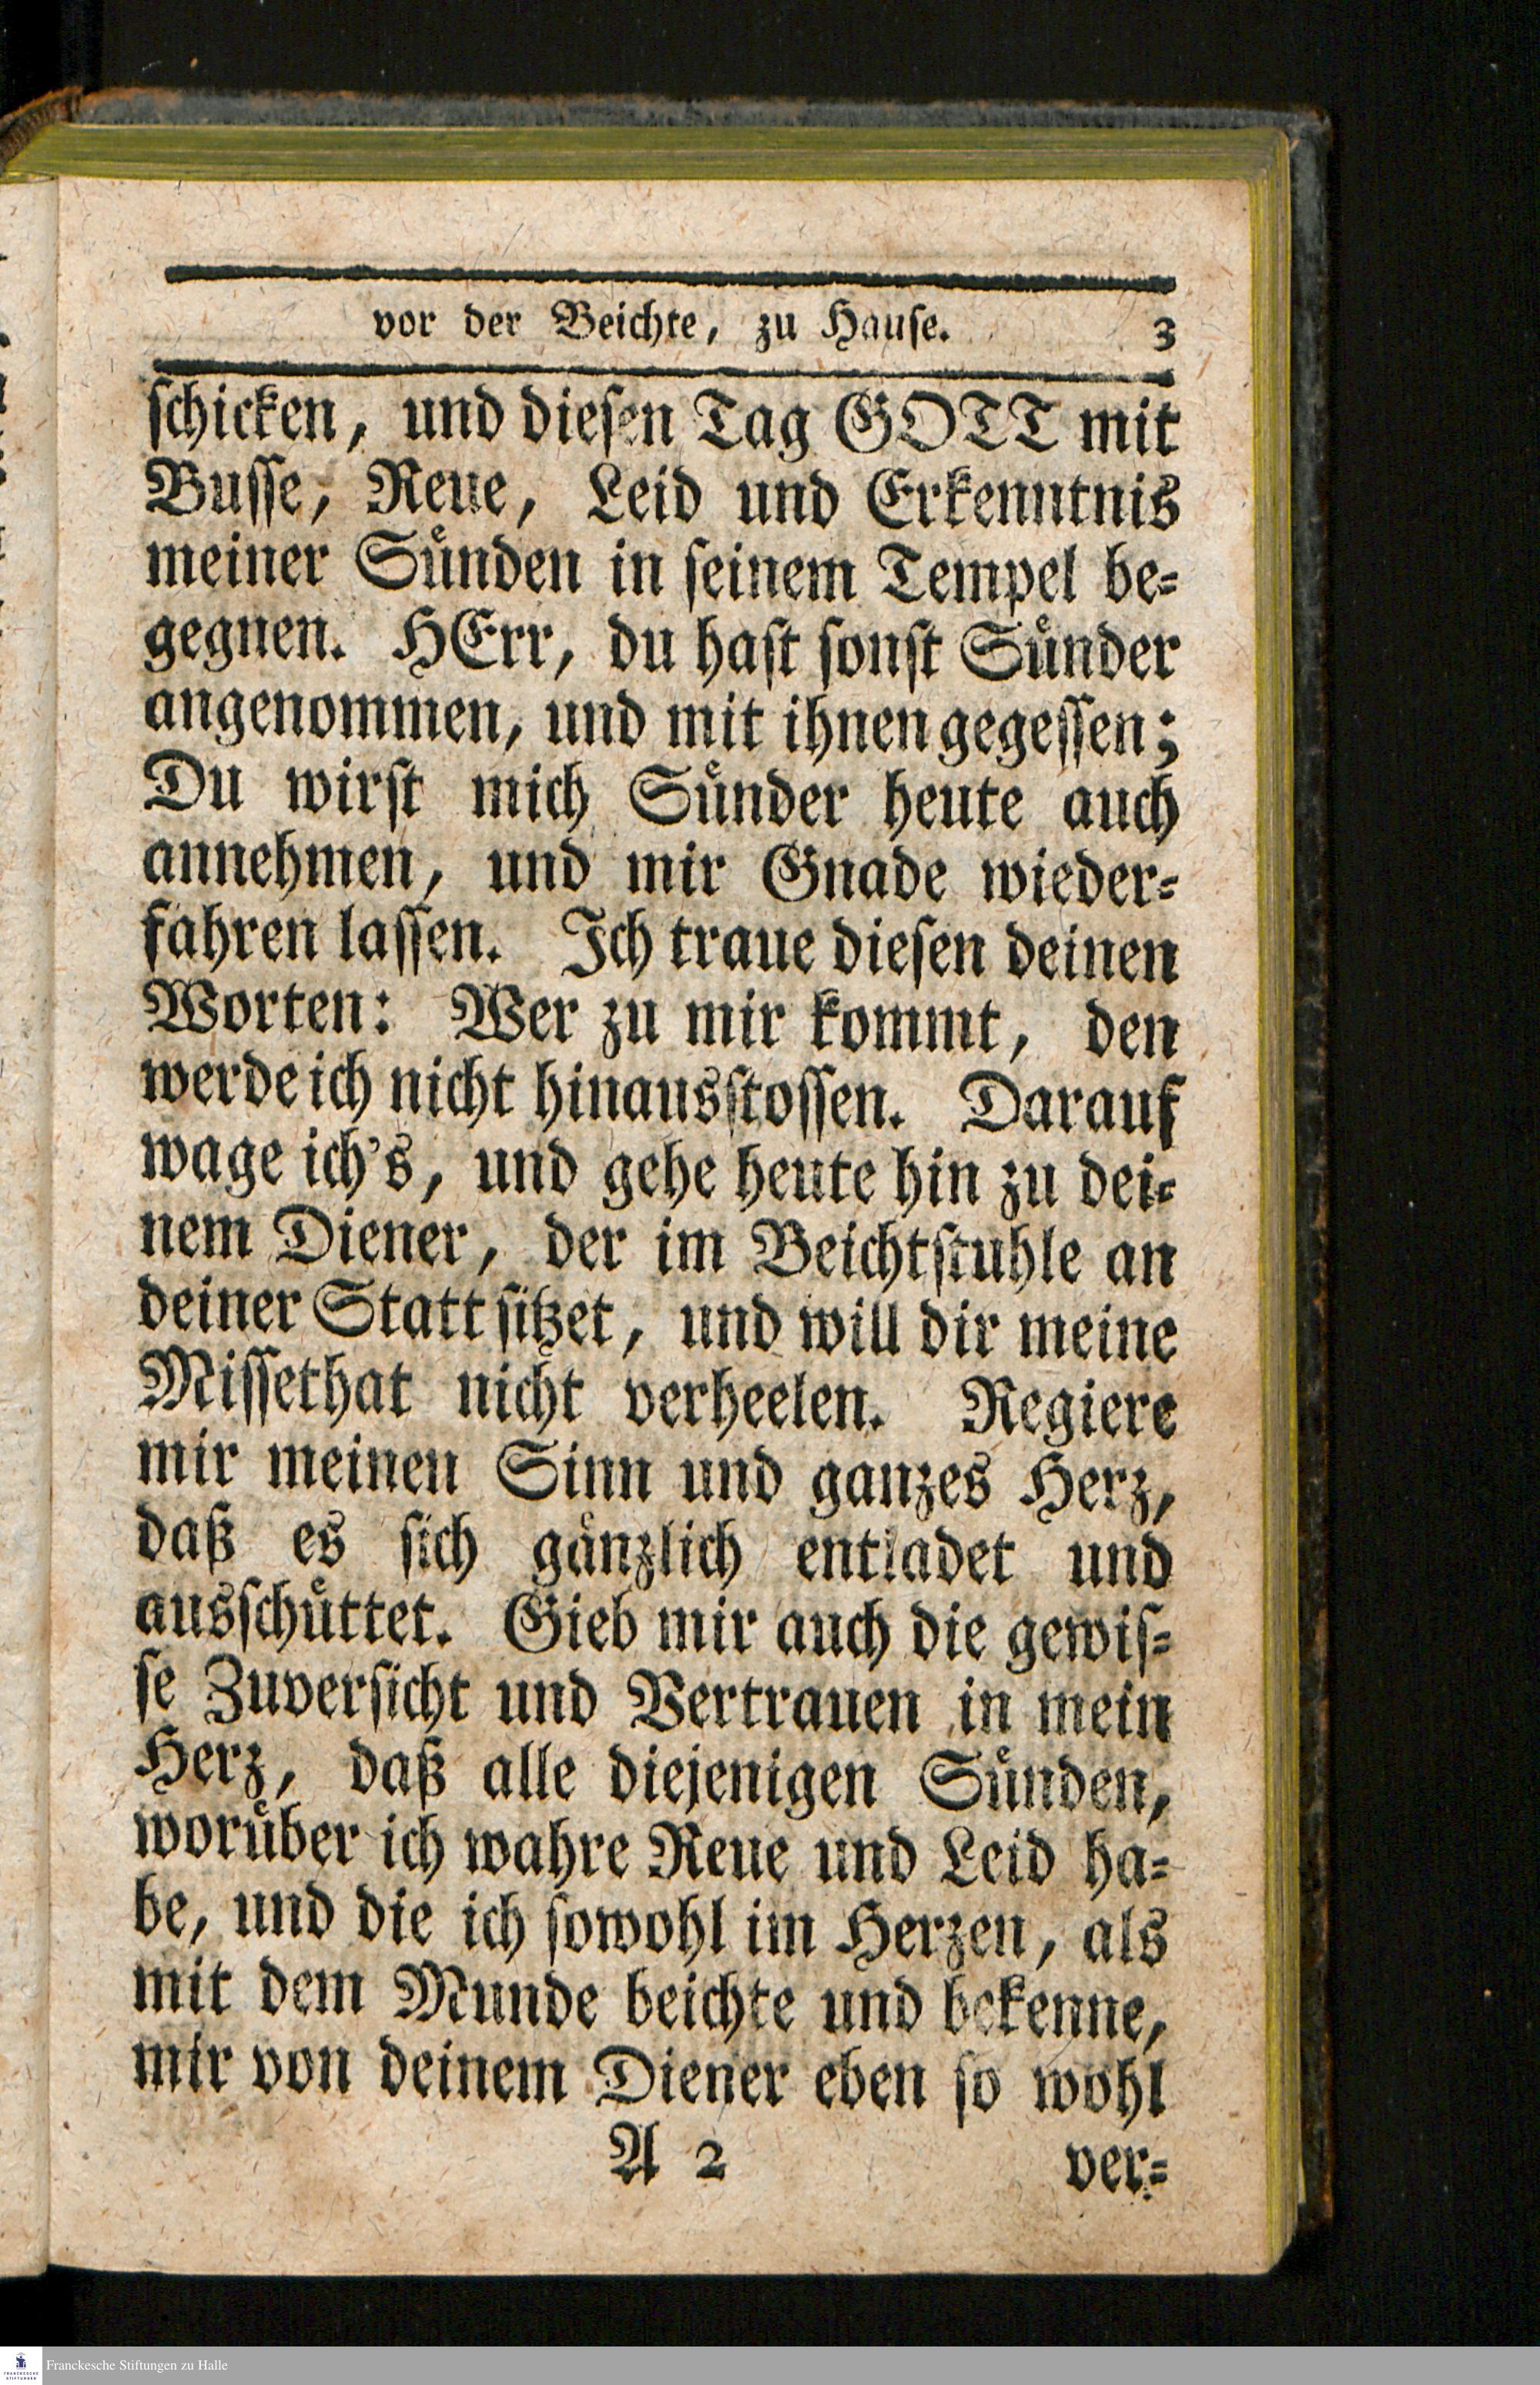 vor der Beichte, zu Hause. 3
schicken, und diesen Tag GOTT mit
Busse, Reue, Leid und Erkenntnis
meiner Sünden in seinem Tempel be-
gegnen. HErr, du hast sonst Sünder
angenommen, und mit ihnen gegessen;
Du wirst mich Sünder heute auch
annehmen, und mir Gnade wieder-
fahren lassen. Ich traue diesen deinen
Worten: Wer zu mir kommt, den
werde ich nicht hinausstossen. Darauf
wage ich's, und gehe heute hin zu dei-
nem Diener, der im Beichtstuhle an
deiner Statt sitzet, und will dir meine
Missethat nicht verheelen. Regiere
mir meinen Sinn und ganzes Herz,
daß es sich gänzlich entladet und
ausschüttet. Gieb mir auch die gewis-
se Zuversicht und Vertrauen in mein
Herz, daß alle diejenigen Sünden,
worüber ich wahre Reue und Leid ha-
be, und die ich sowohl im Herzen, als
mit dem Munde beichte und bekenne,
mir von deinem Diener eben so wohl
A 2 ver-
Franckesche Stiftungen zu Halle
FRANCKESCHE
STIFTUNGEN